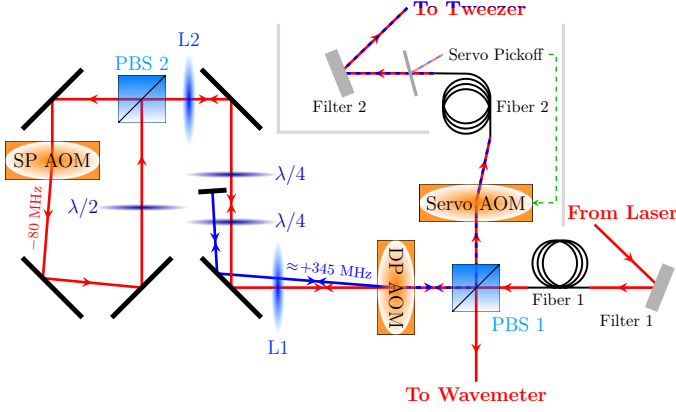 To Tweezer
L2
PBS 2
Servo Pickoff
Filter 2
Fiber 2
SP AOM
λ/4
Servo AOM
λ/2
λ/4
From Laser
−80 MHz
≈+345 MHz
DP AOM
Fiber 1
Filter 1
PBS 1
L1
To Wavemeter